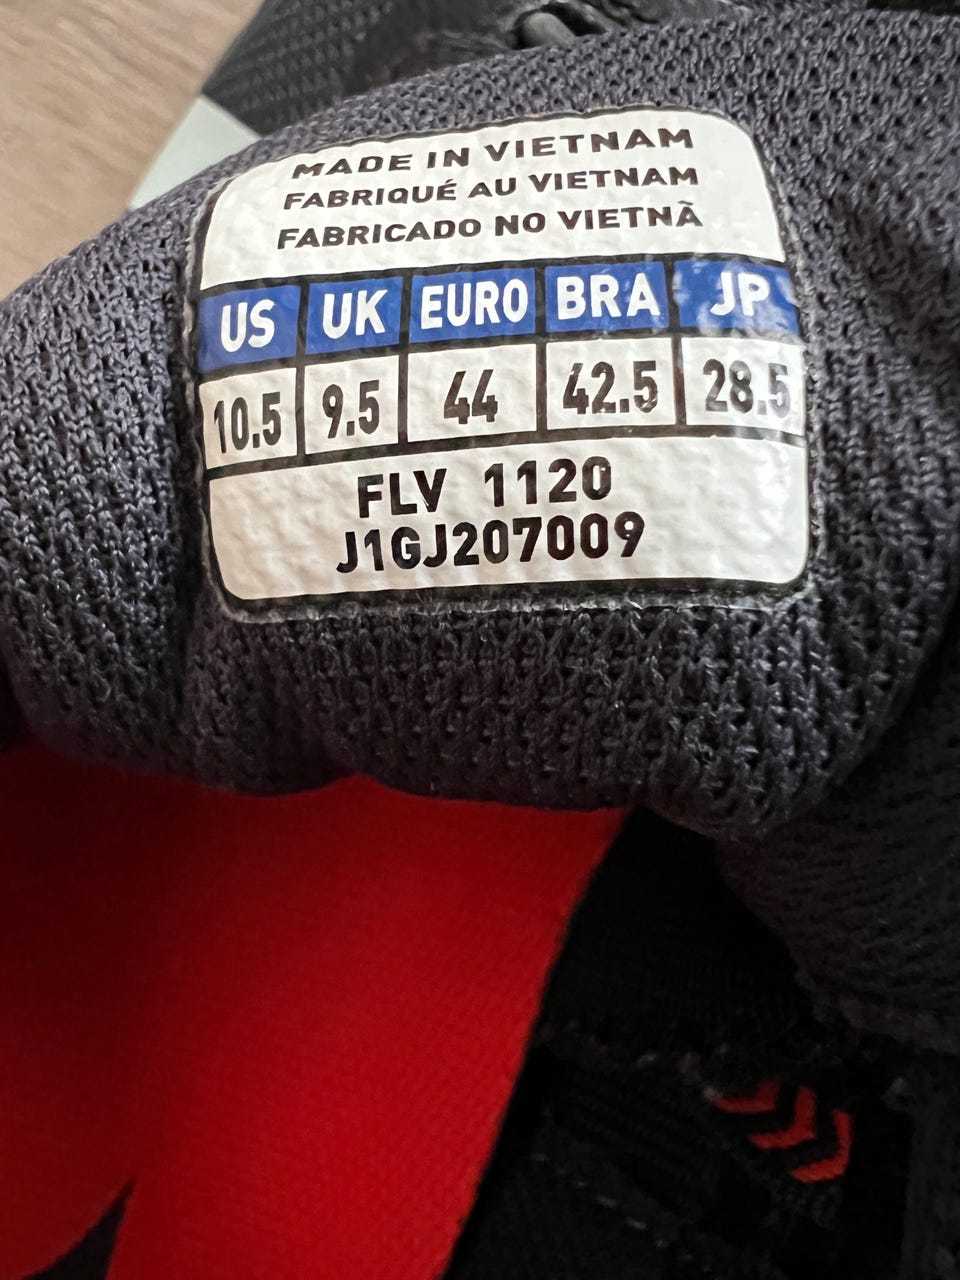 MADE IN VIETNAM
FABRIQUÉ AU VIETNAM
FABRICADO NO VIETNÃ
US UK EURO BRA JP
10.5 9.5 44 42.5 28.5
FLV 1120
J1GJ207009